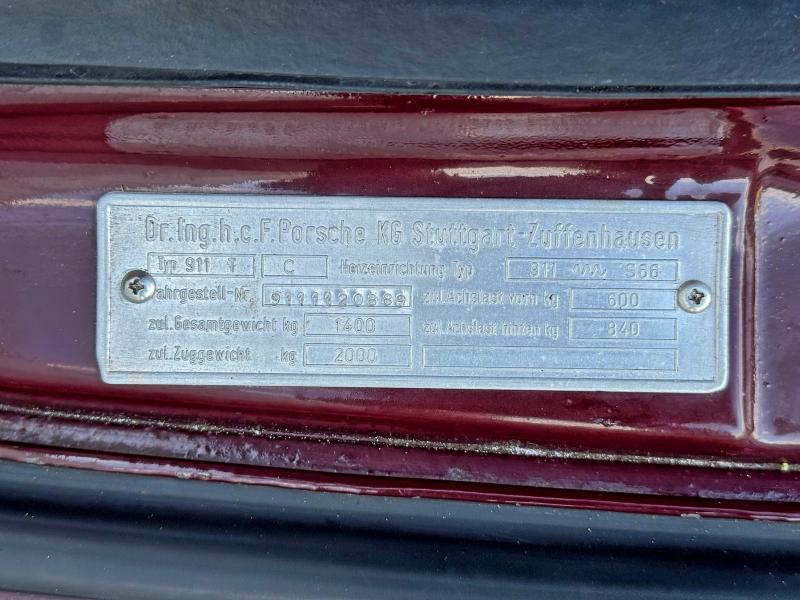 Dr. Ing. h. c. F. Porsche KG Stuttgart-Zuffenhausen
Typ 911 T C Heizeinrichtung Typ 911 S66
ahrgestell-Nr. 9111120889 zul. Achslast vorn kg 600
zul. Gesamtgewicht kg 1400 zul. Achslast hinten kg 840
zul. Zuggewicht kg 2000